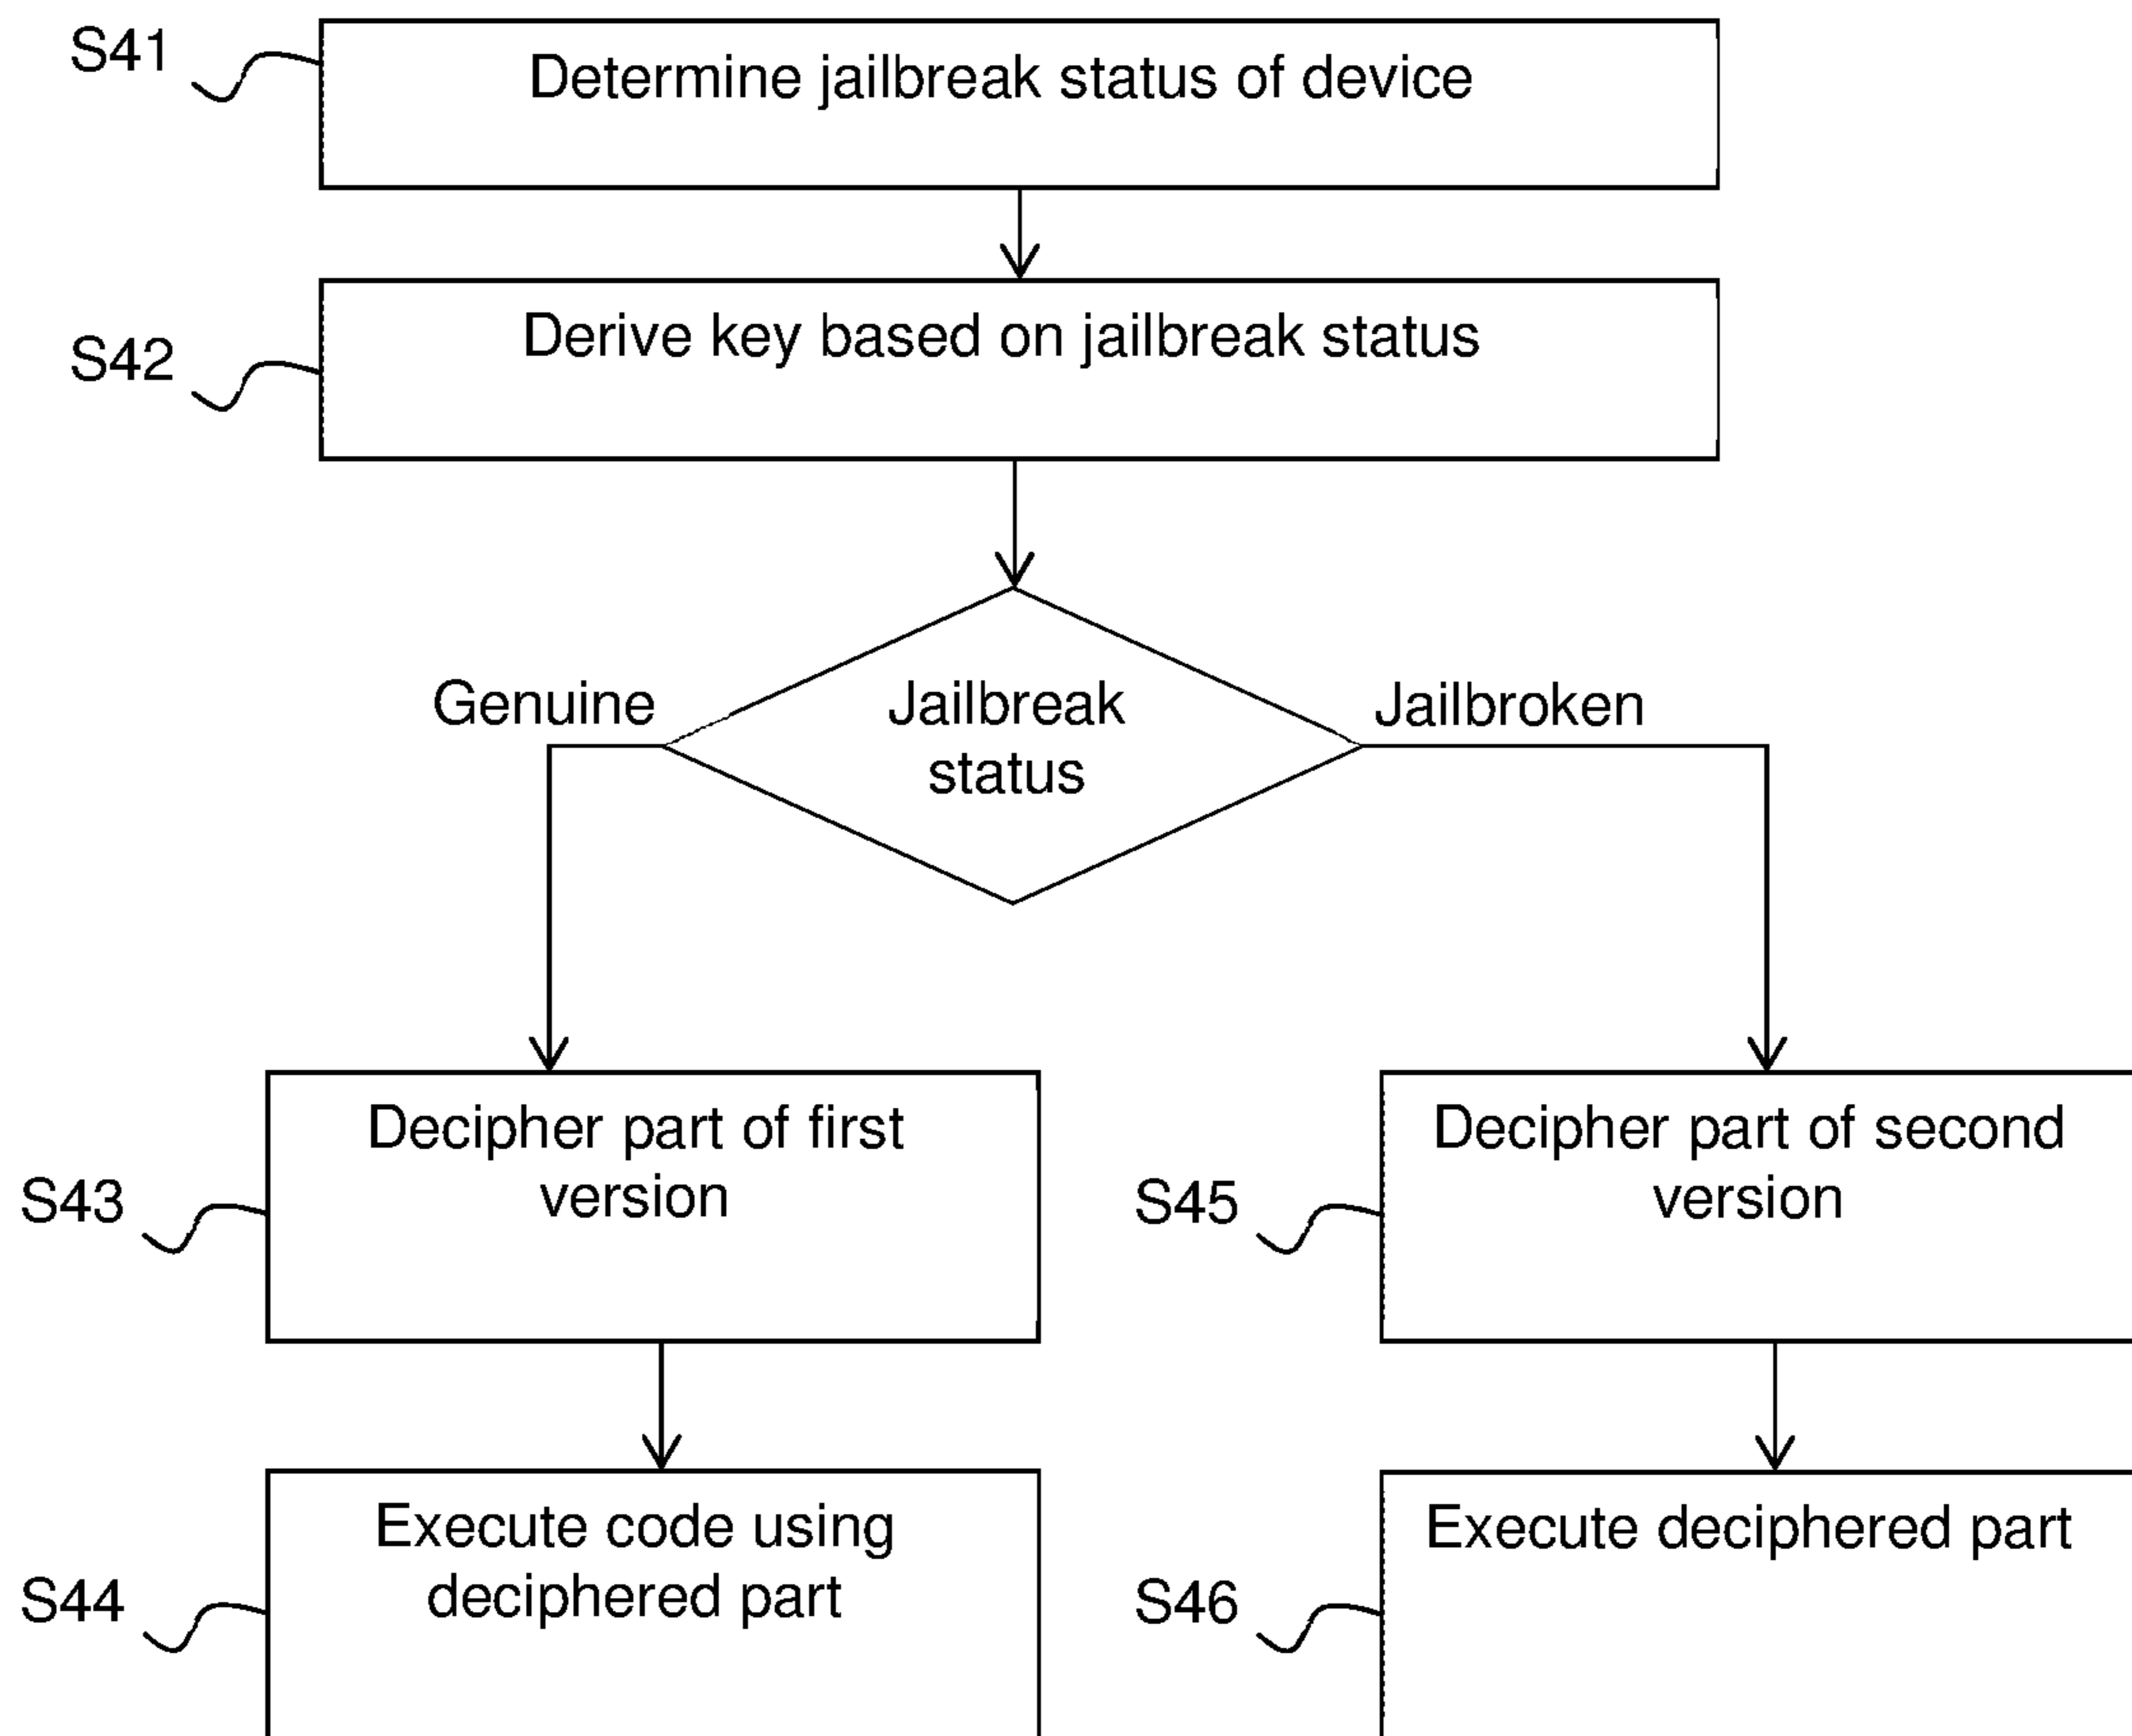 S41
Determine jailbreak status of device
S42
Derive key based on jailbreak status
Genuine
Jailbreak
status
Jailbroken
S43
Decipher part of first
version
S45
Decipher part of second
version
S44
Execute code using
deciphered part
S46
Execute deciphered part